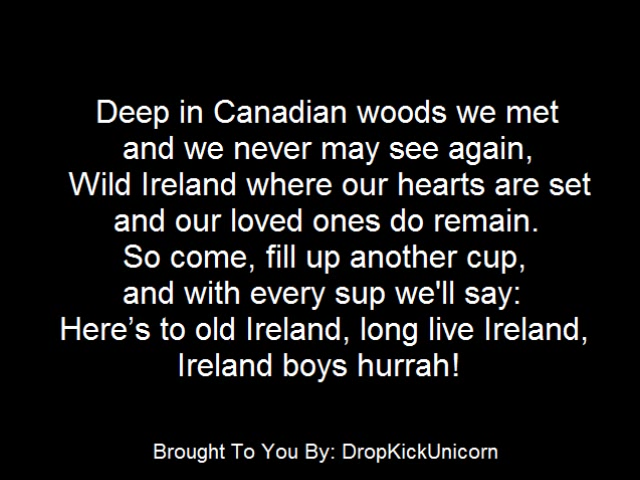 Deep in Canadian woods we met
and we never may see again,
Wild Ireland where our hearts are set
and our loved ones do remain.
So come, fill up another cup,
and with every sup we'll say:
Here’s to old Ireland, long live Ireland,
Ireland boys hurrah!
Brought To You By: DropKickUnicorn